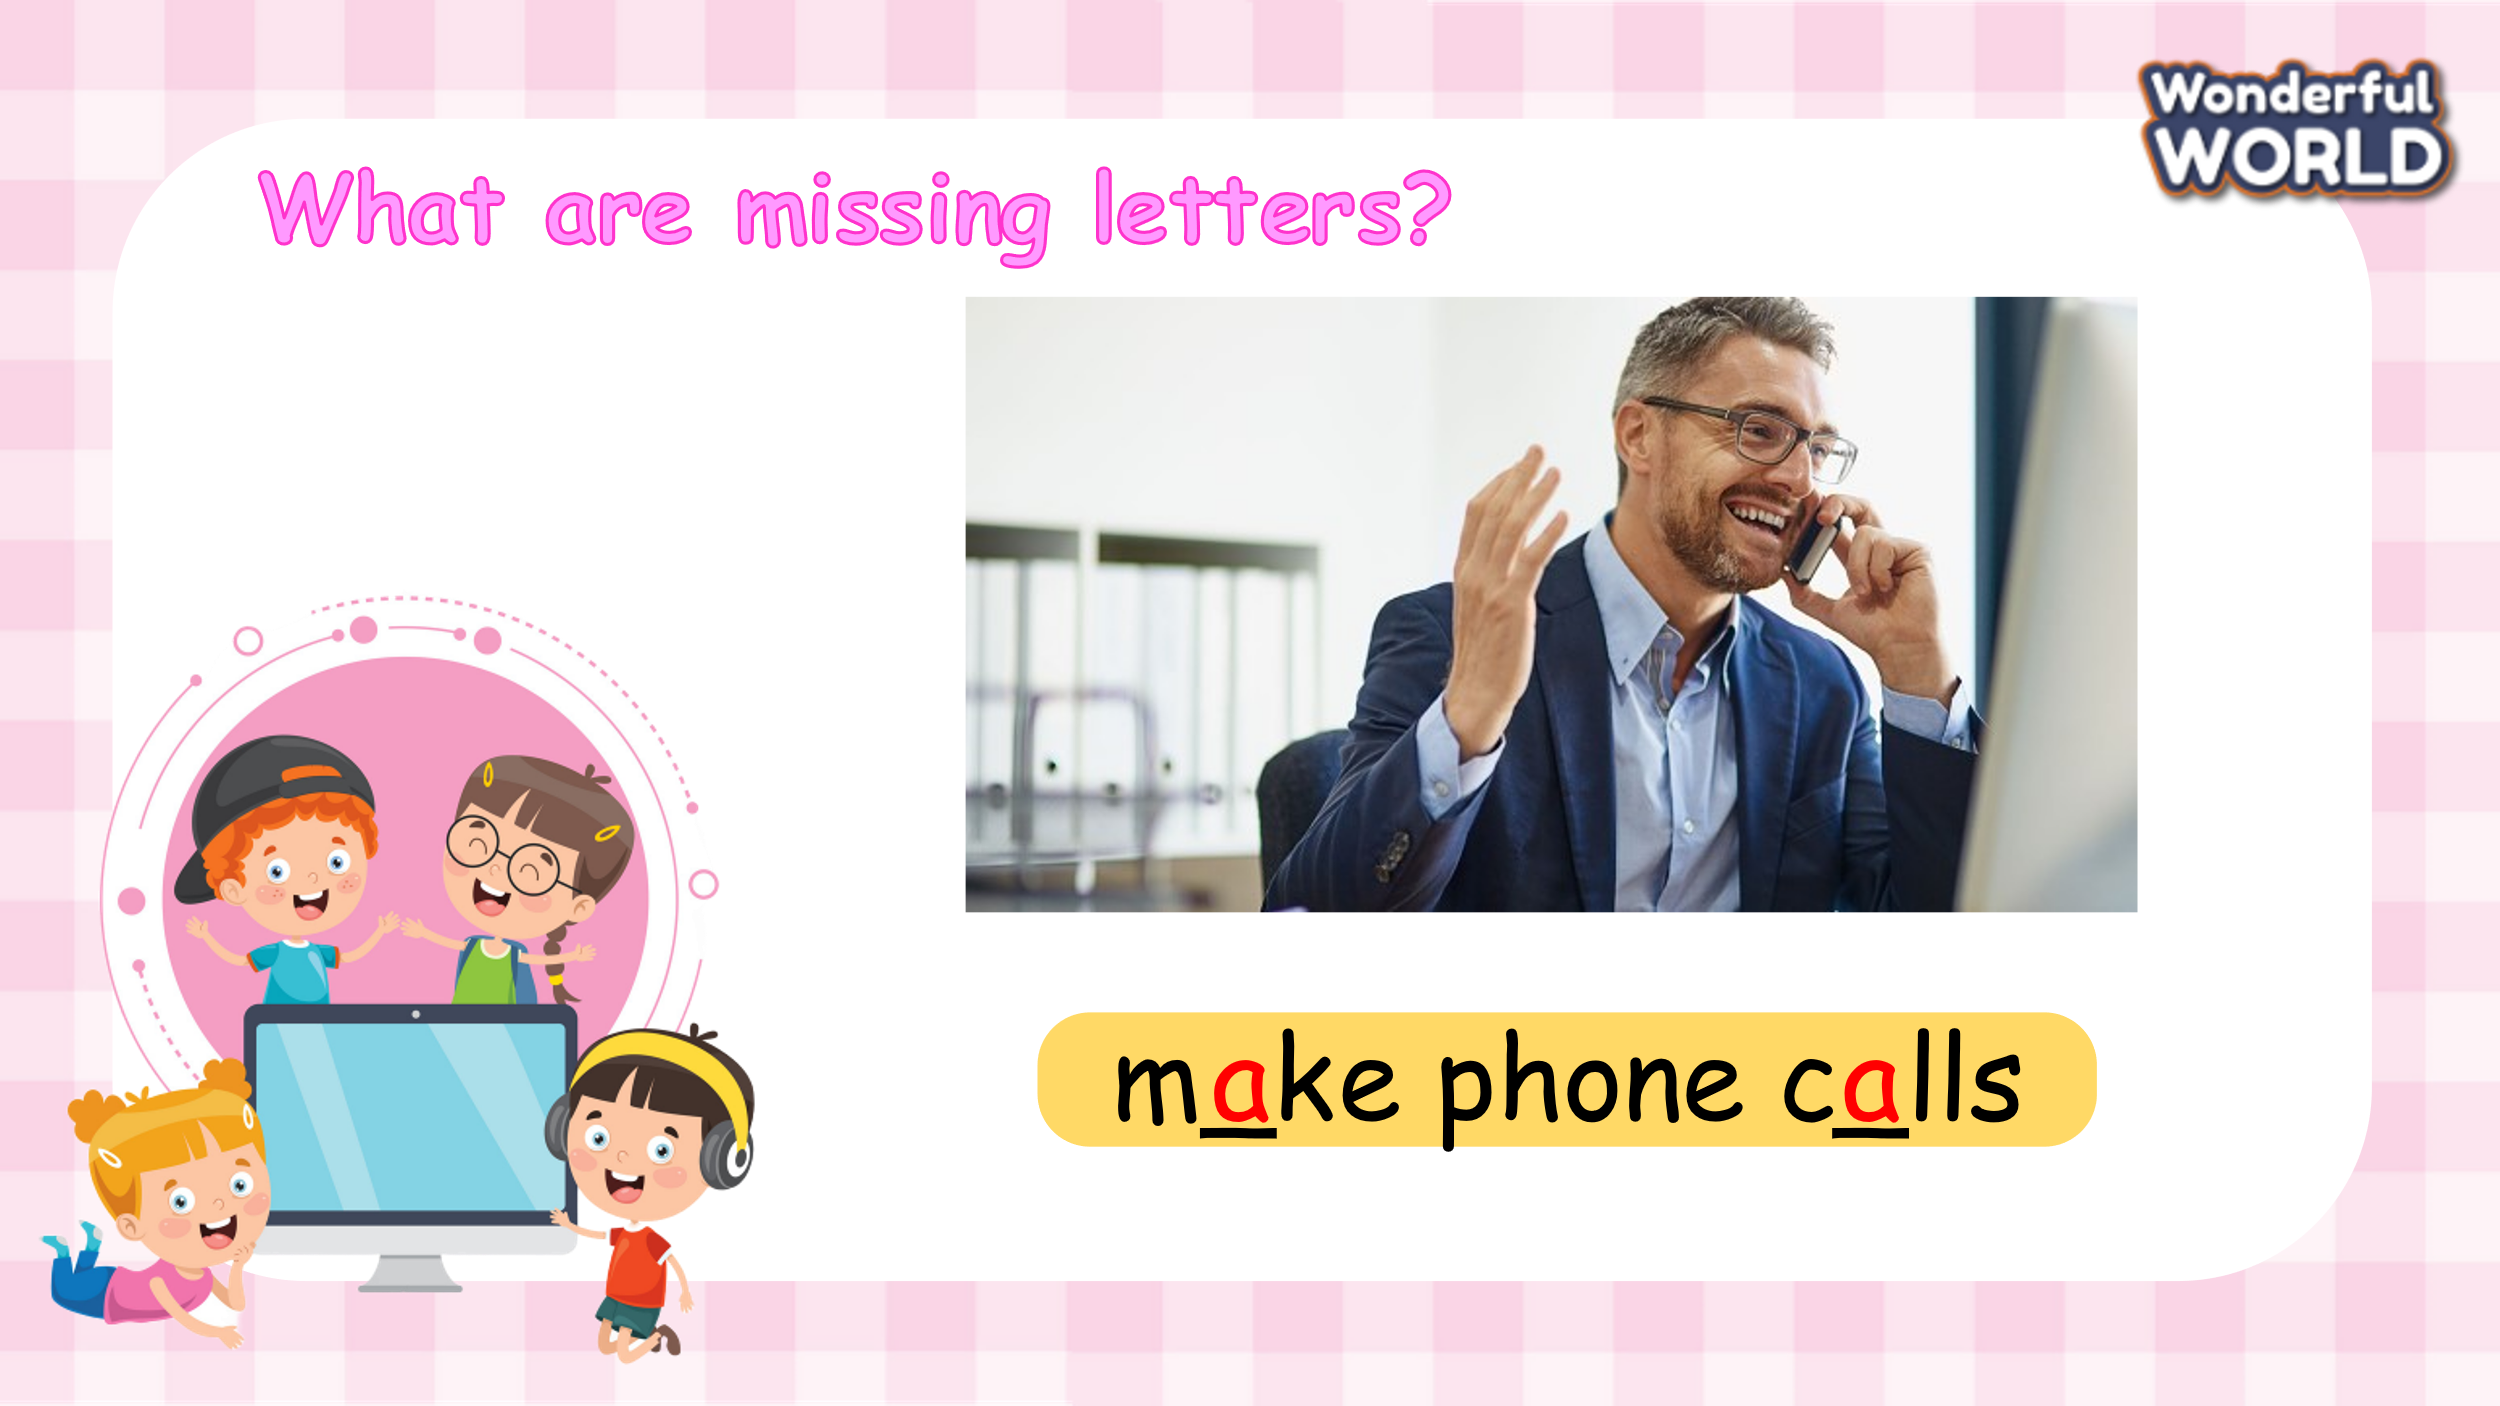 Wonderful
WORLD
What are missing letters?
make phone calls